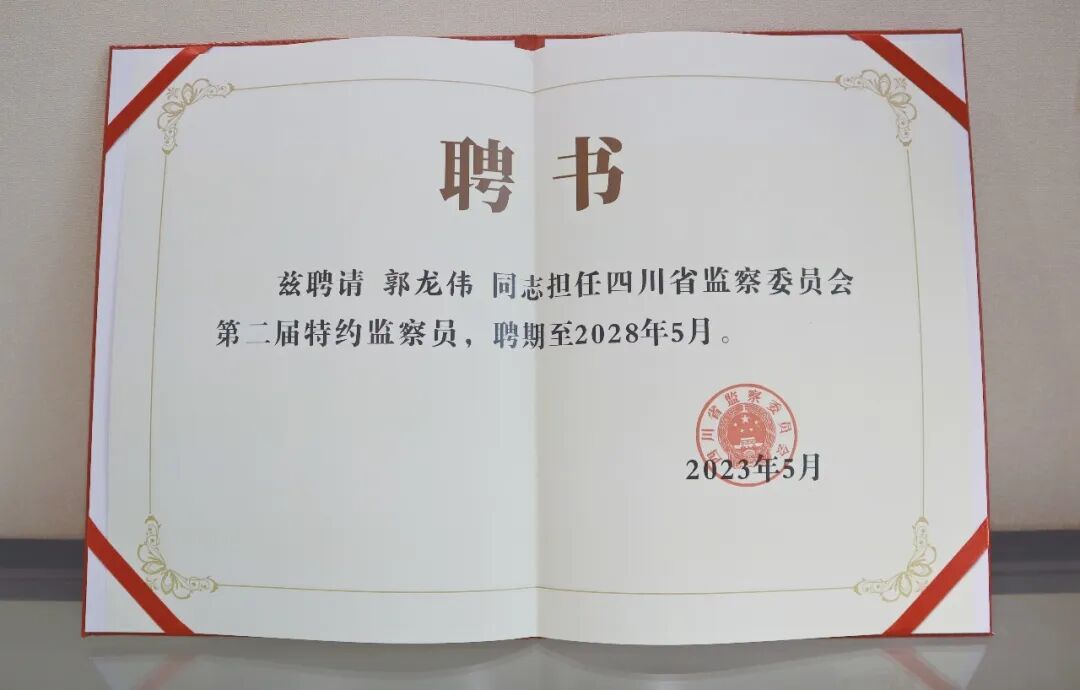 聘书
兹聘请 郭龙伟 同志担任四川省监察委员会
第二届特约监察员，聘期至2028年5月。
四川省监察委员会
2023年5月